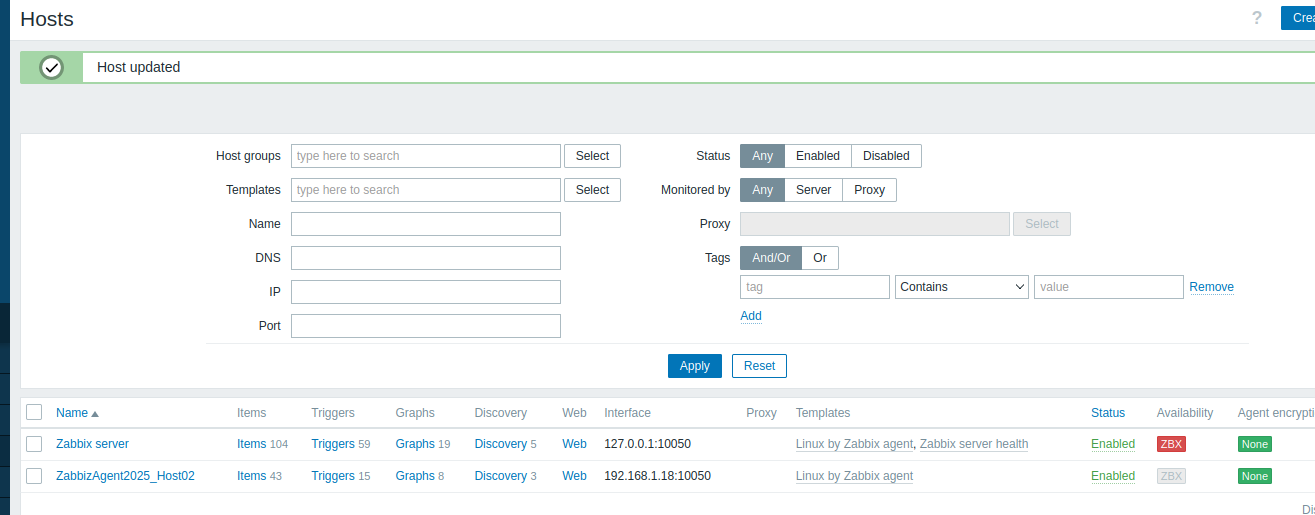 Hosts
?
Crea
Host updated
Host groups type here to search Select Status Any Enabled Disabled
Templates type here to search Select Monitored by Any Server Proxy
Name Proxy Select
DNS Tags And/Or Or
IP tag Contains value Remove
Add
Port
Apply Reset
Name Items Triggers Graphs Discovery Web Interface Proxy Templates Status Availability Agent encrypti
Zabbix server Items 104 Triggers 59 Graphs 19 Discovery 5 Web 127.0.0.1:10050 Linux by Zabbix agent, Zabbix server health Enabled ZBX None
ZabbizAgent2025_Host02 Items 43 Triggers 15 Graphs 8 Discovery 3 Web 192.168.1.18:10050 Linux by Zabbix agent Enabled ZBX None